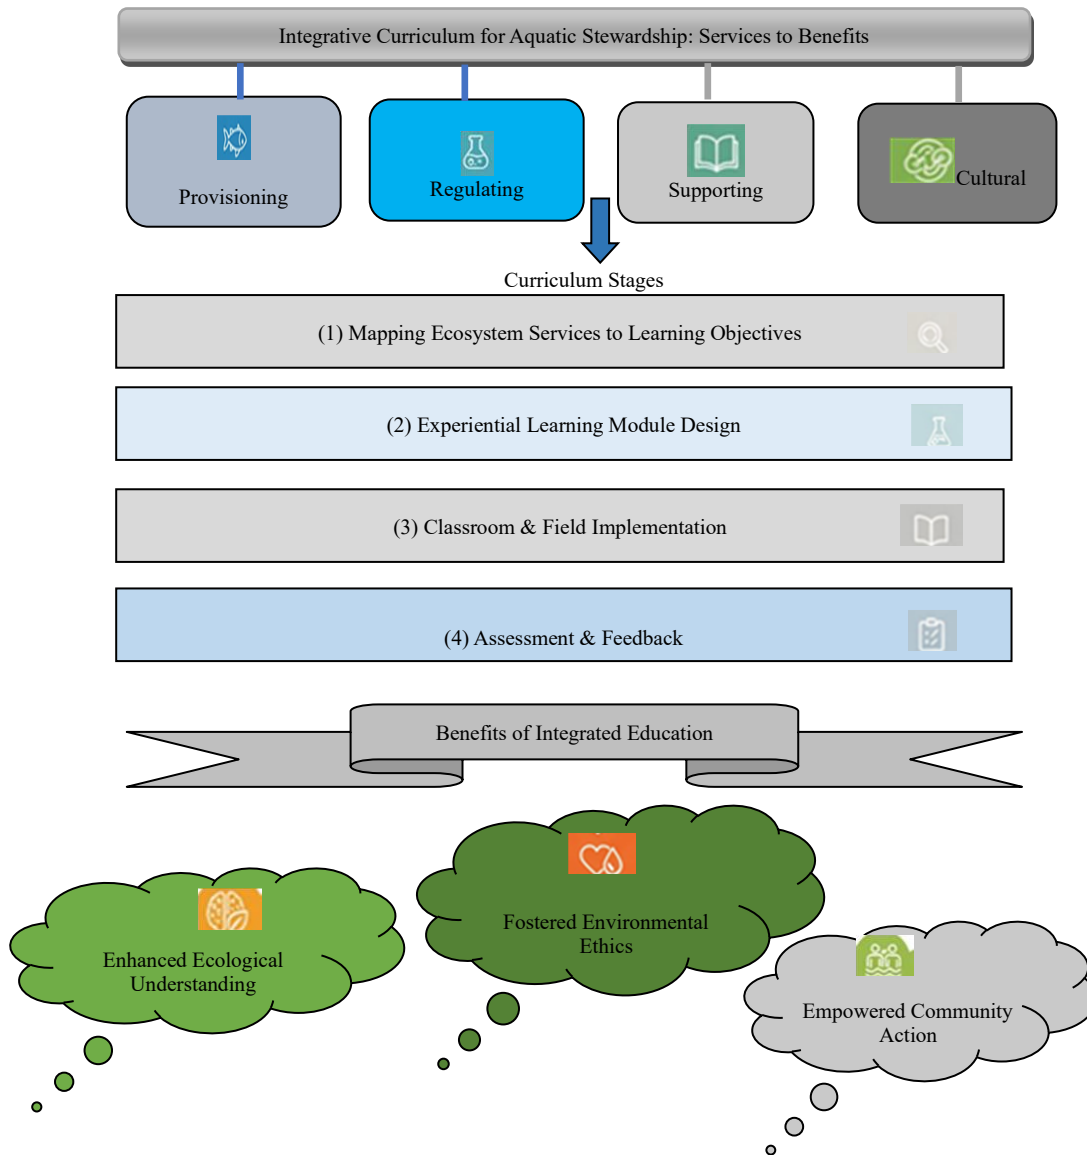 Integrative Curriculum for Aquatic Stewardship: Services to Benefits
Provisioning
Regulating
Supporting
Cultural
Curriculum Stages
(1) Mapping Ecosystem Services to Learning Objectives
(2) Experiential Learning Module Design
(3) Classroom & Field Implementation
(4) Assessment & Feedback
Benefits of Integrated Education
Enhanced Ecological
Understanding
Fostered Environmental
Ethics
Empowered Community
Action